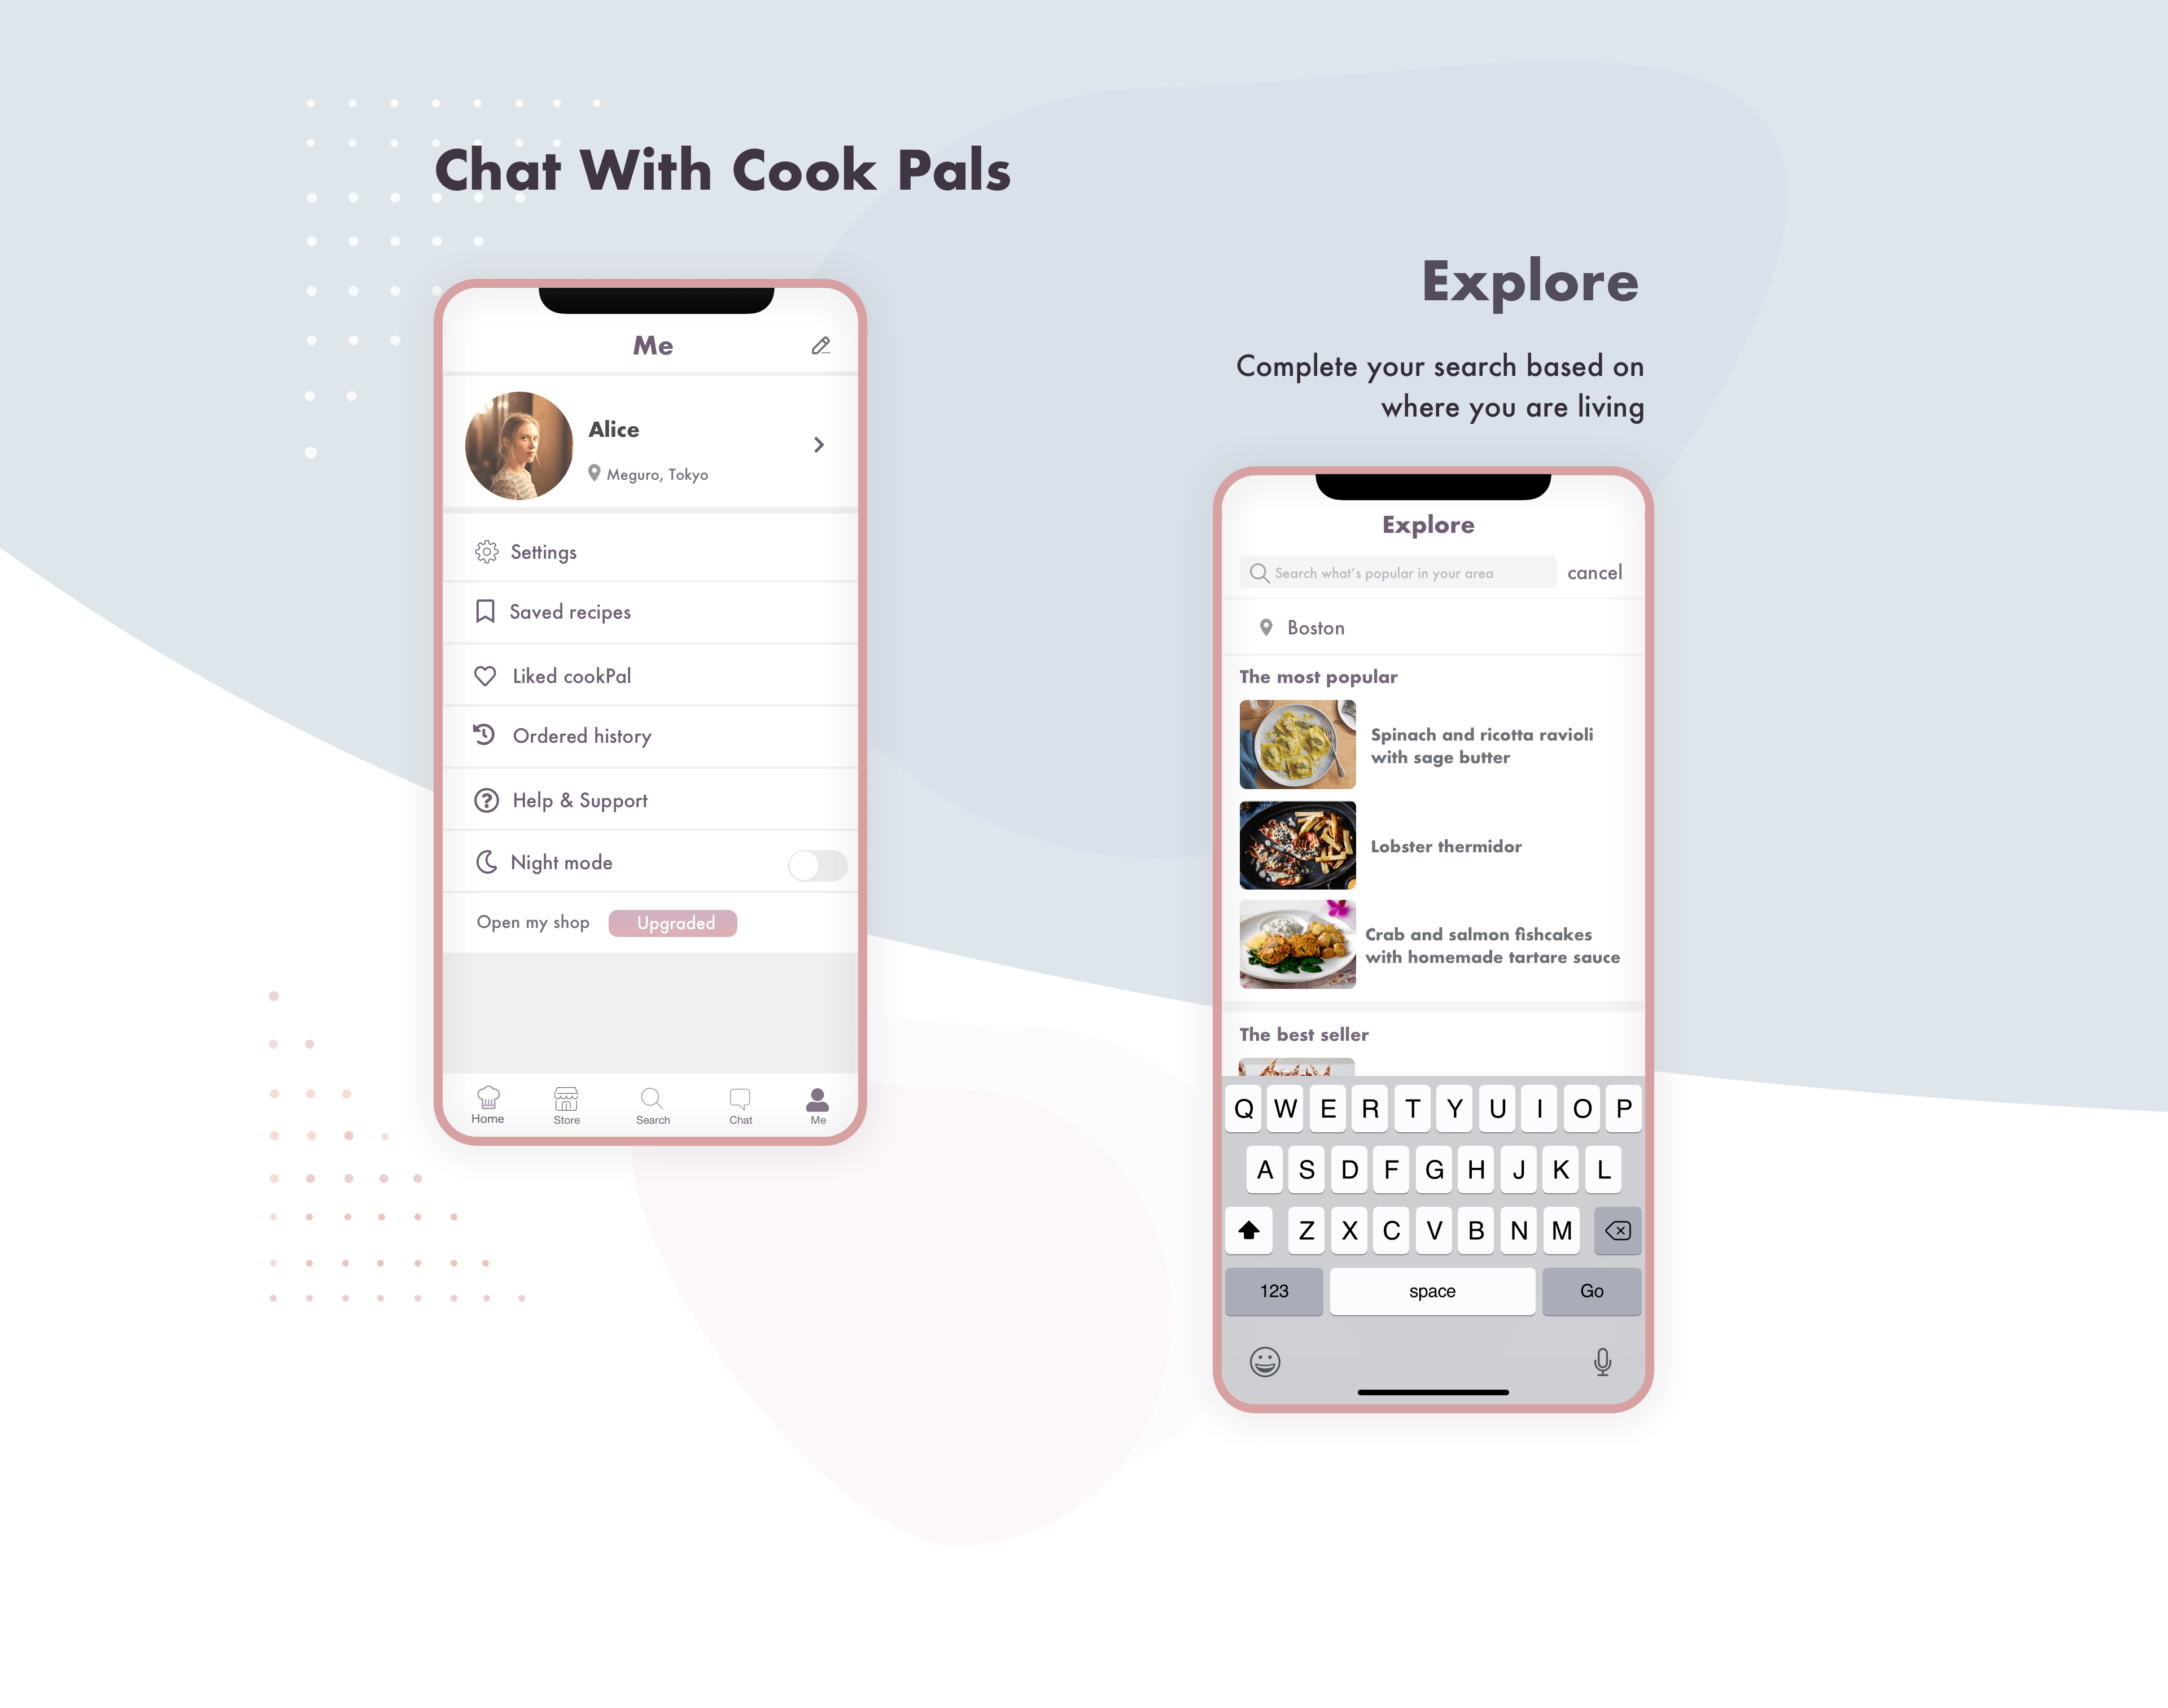 Chat With Cook Pals
Me
Alice
Meguro, Tokyo
Settings
Saved recipes
Liked cookPal
Ordered history
Help & Support
Night mode
Open my shop Upgraded
Home Store Search Chat Me
Explore
Complete your search based on
where you are living
Explore
Search what's popular in your area cancel
Boston
The most popular
Spinach and ricotta ravioli
with sage butter
Lobster thermidor
Crab and salmon fishcakes
with homemade tartare sauce
The best seller
Q W E R T Y U I O P
A S D F G H J K L
Z X C V B N M
123 space Go